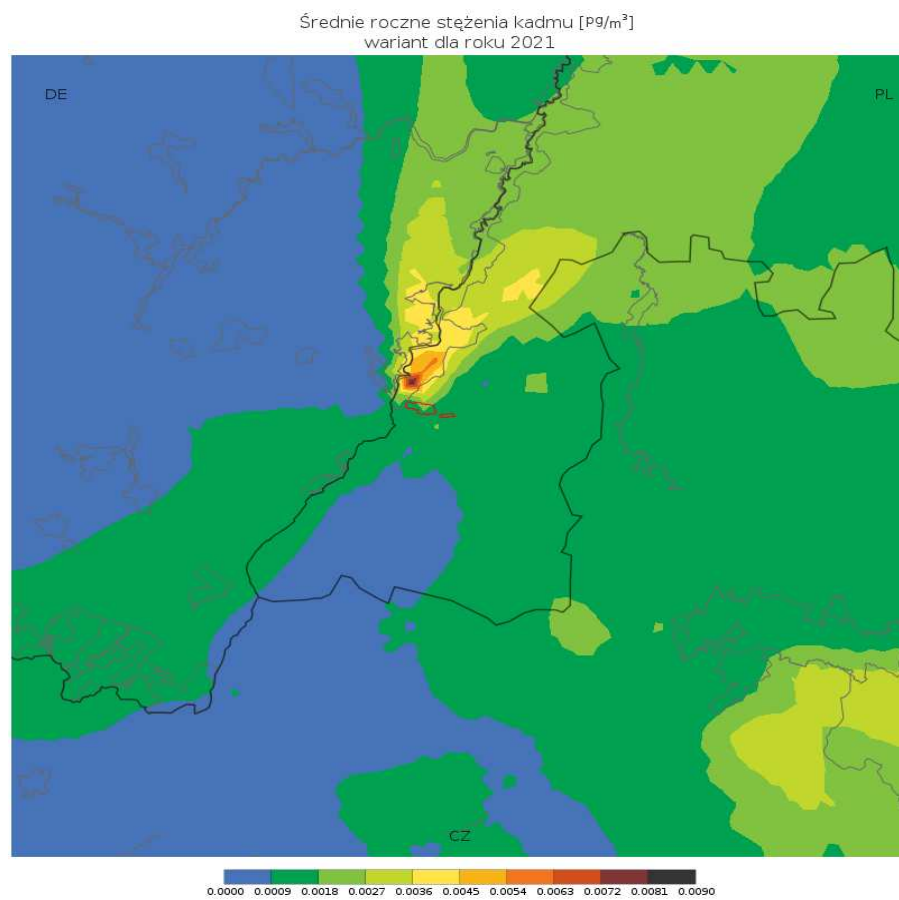 Średnie roczne stężenia kadmu [pg/m³]
wariant dla roku 2021
DE
PL
CZ
0.0000 0.0009 0.0018 0.0027 0.0036 0.0045 0.0054 0.0063 0.0072 0.0081 0.0090